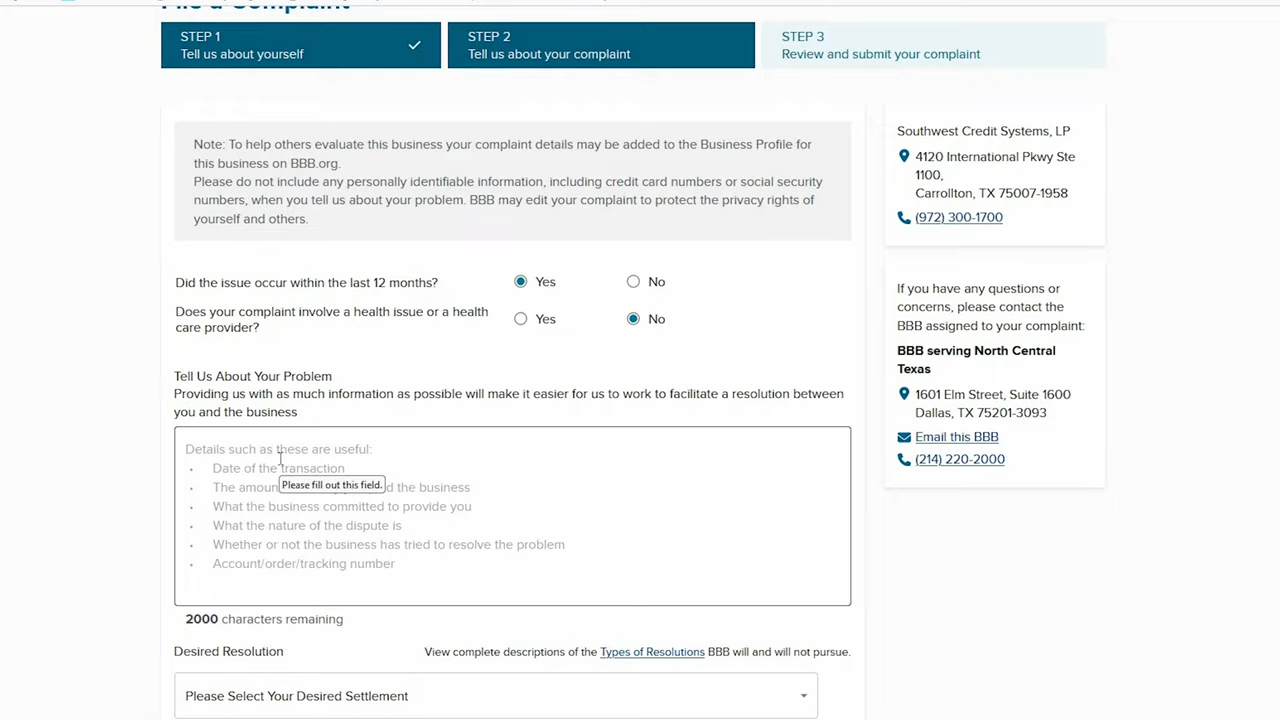 File a Complaint
STEP 1
Tell us about yourself
STEP 2
Tell us about your complaint
STEP 3
Review and submit your complaint
Note: To help others evaluate this business your complaint details may be added to the Business Profile for
this business on BBB.org.
Please do not include any personally identifiable information, including credit card numbers or social security
numbers, when you tell us about your problem. BBB may edit your complaint to protect the privacy rights of
yourself and others.
Did the issue occur within the last 12 months?
Yes
No
Does your complaint involve a health issue or a health
care provider?
Yes
No
Tell Us About Your Problem
Providing us with as much information as possible will make it easier for us to work to facilitate a resolution between
you and the business
Details such as these are useful:
• Date of the transaction
Please fill out this field.
• The amoun d the business
• What the business committed to provide you
• What the nature of the dispute is
• Whether or not the business has tried to resolve the problem
• Account/order/tracking number
2000 characters remaining
Desired Resolution
View complete descriptions of the Types of Resolutions BBB will and will not pursue.
Please Select Your Desired Settlement
Southwest Credit Systems, LP
4120 International Pkwy Ste
1100,
Carrollton, TX 75007-1958
(972) 300-1700
If you have any questions or
concerns, please contact the
BBB assigned to your complaint:
BBB serving North Central
Texas
1601 Elm Street, Suite 1600
Dallas, TX 75201-3093
Email this BBB
(214) 220-2000